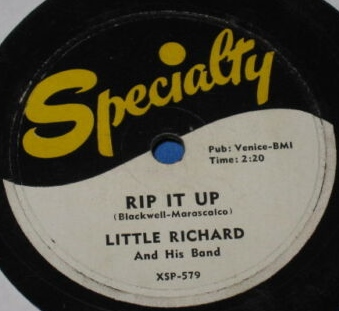 Specialty
Pub: Venice-BMI
Time: 2:20
RIP IT UP
(Blackwell-Marascalco)
LITTLE RICHARD
And His Band
XSP-579